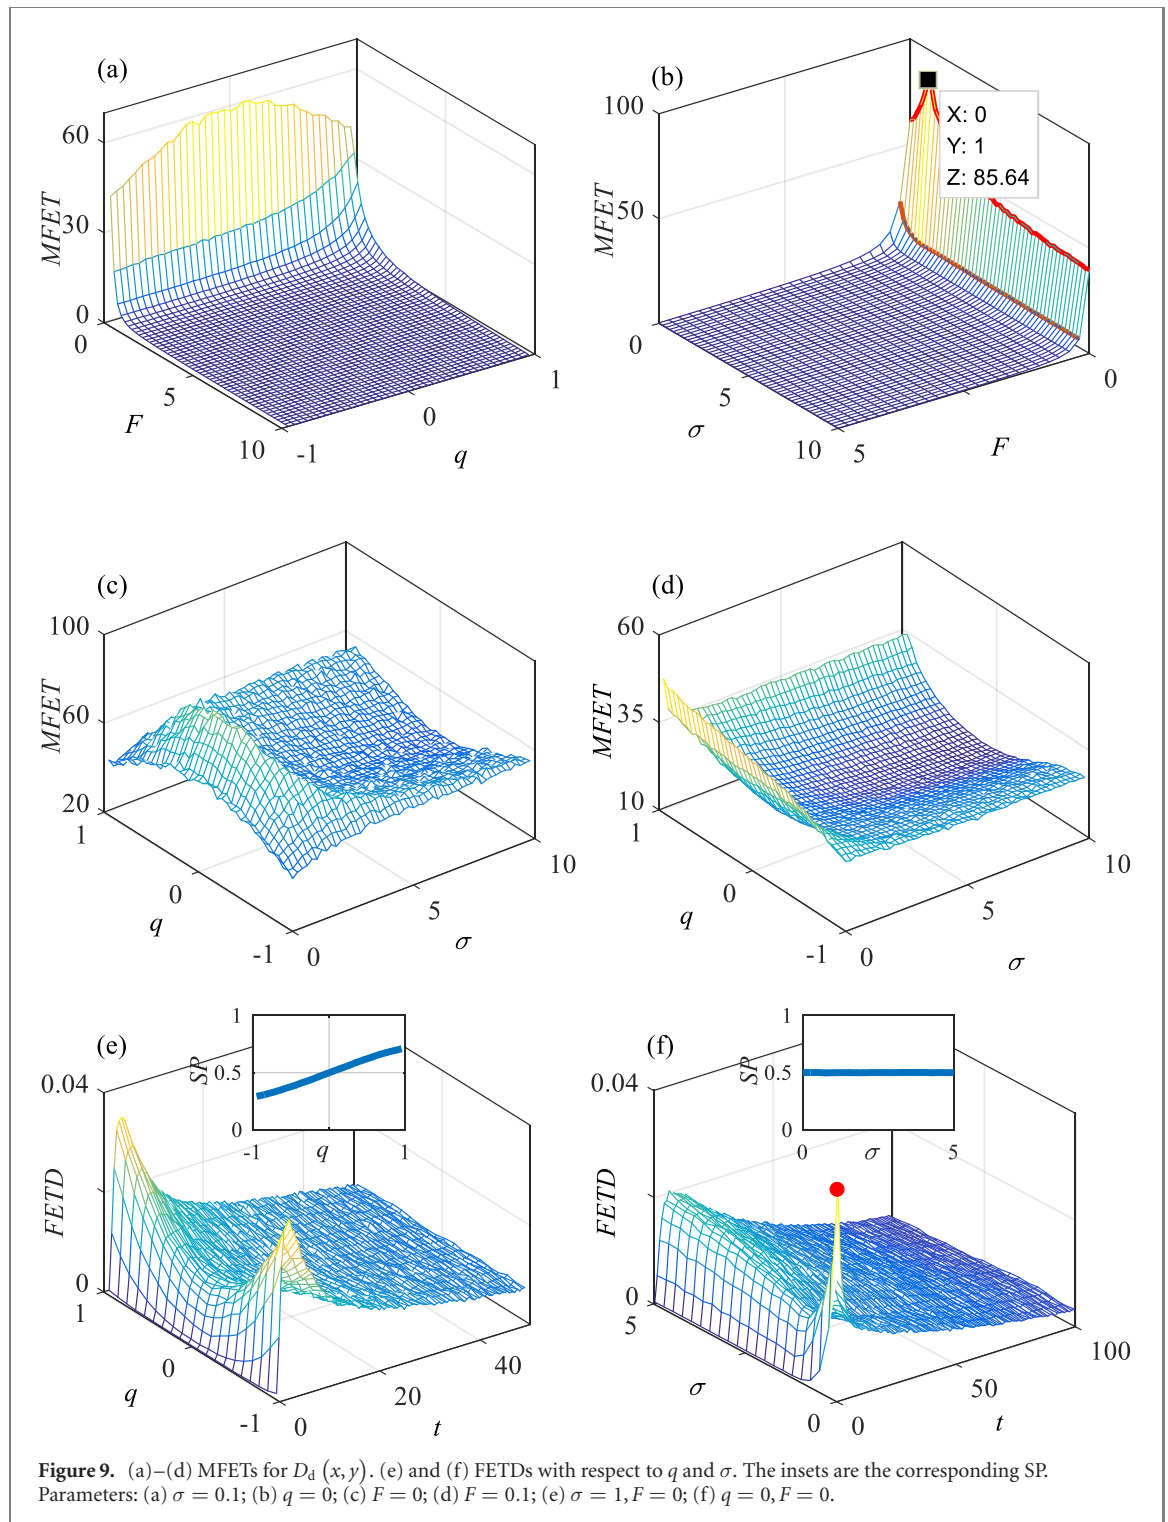 (a)
60
30
0
MFET
0
5
10
F
-1
0
1
q
(b)
100
50
0
MFET
X: 0
Y: 1
Z: 85.64
5
10
σ
5
0
F
(c)
100
60
20
MFET
1
0
-1
q
0
5
10
σ
(d)
60
35
10
MFET
1
0
-1
q
0
5
10
σ
(e)
0.04
0
FETD
1
0
-1
q
0
20
40
t
1
0.5
0
SP
-1
q
1
(f)
0.04
0
FETD
5
0
σ
0
50
100
t
1
0.5
0
SP
0
σ
5
Figure 9. (a)–(d) MFETs for D_d (x, y). (e) and (f) FETDs with respect to q and σ. The insets are the corresponding SP.
Parameters: (a) σ = 0.1; (b) q = 0; (c) F = 0; (d) F = 0.1; (e) σ = 1, F = 0; (f) q = 0, F = 0.